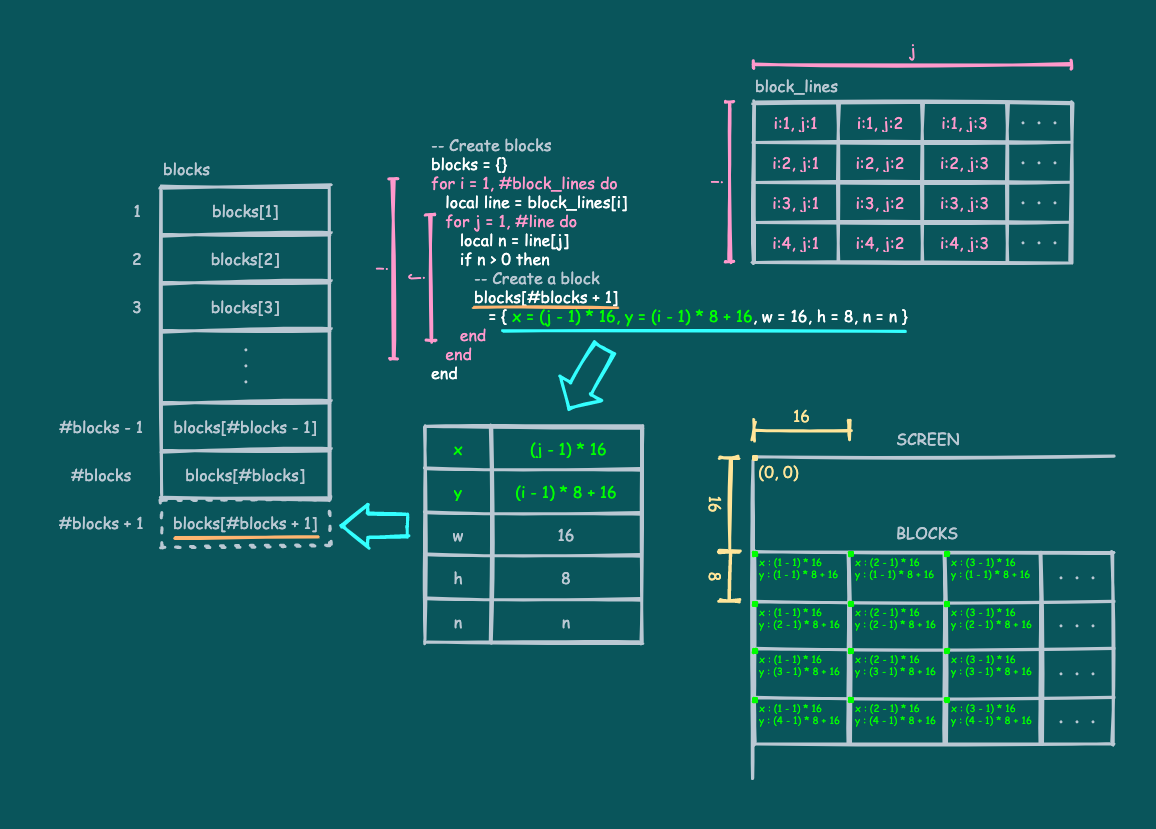 blocks
1
blocks[1]
2
blocks[2]
3
blocks[3]
.
.
.
#blocks - 1
blocks[#blocks - 1]
#blocks
blocks[#blocks]
#blocks + 1
blocks[#blocks + 1]
i
j
-- Create blocks
blocks = {}
for i = 1, #block_lines do
local line = block_lines[i]
for j = 1, #line do
local n = line[j]
if n > 0 then
-- Create a block
blocks[#blocks + 1]
= { x = (j - 1) * 16, y = (i - 1) * 8 + 16, w = 16, h = 8, n = n }
end
end
end
x (j - 1) * 16
y (i - 1) * 8 + 16
w 16
h 8
n n
j
block_lines
i
i:1, j:1 i:1, j:2 i:1, j:3 . . .
i:2, j:1 i:2, j:2 i:2, j:3 . . .
i:3, j:1 i:3, j:2 i:3, j:3 . . .
i:4, j:1 i:4, j:2 i:4, j:3 . . .
16
SCREEN
(0, 0)
16
BLOCKS
8
x : (1 - 1) * 16 x : (2 - 1) * 16 x : (3 - 1) * 16
y : (1 - 1) * 8 + 16 y : (1 - 1) * 8 + 16 y : (1 - 1) * 8 + 16 . . .
x : (1 - 1) * 16 x : (2 - 1) * 16 x : (3 - 1) * 16
y : (2 - 1) * 8 + 16 y : (2 - 1) * 8 + 16 y : (2 - 1) * 8 + 16 . . .
x : (1 - 1) * 16 x : (2 - 1) * 16 x : (3 - 1) * 16
y : (3 - 1) * 8 + 16 y : (3 - 1) * 8 + 16 y : (3 - 1) * 8 + 16 . . .
x : (1 - 1) * 16 x : (2 - 1) * 16 x : (3 - 1) * 16
y : (4 - 1) * 8 + 16 y : (4 - 1) * 8 + 16 y : (4 - 1) * 8 + 16 . . .